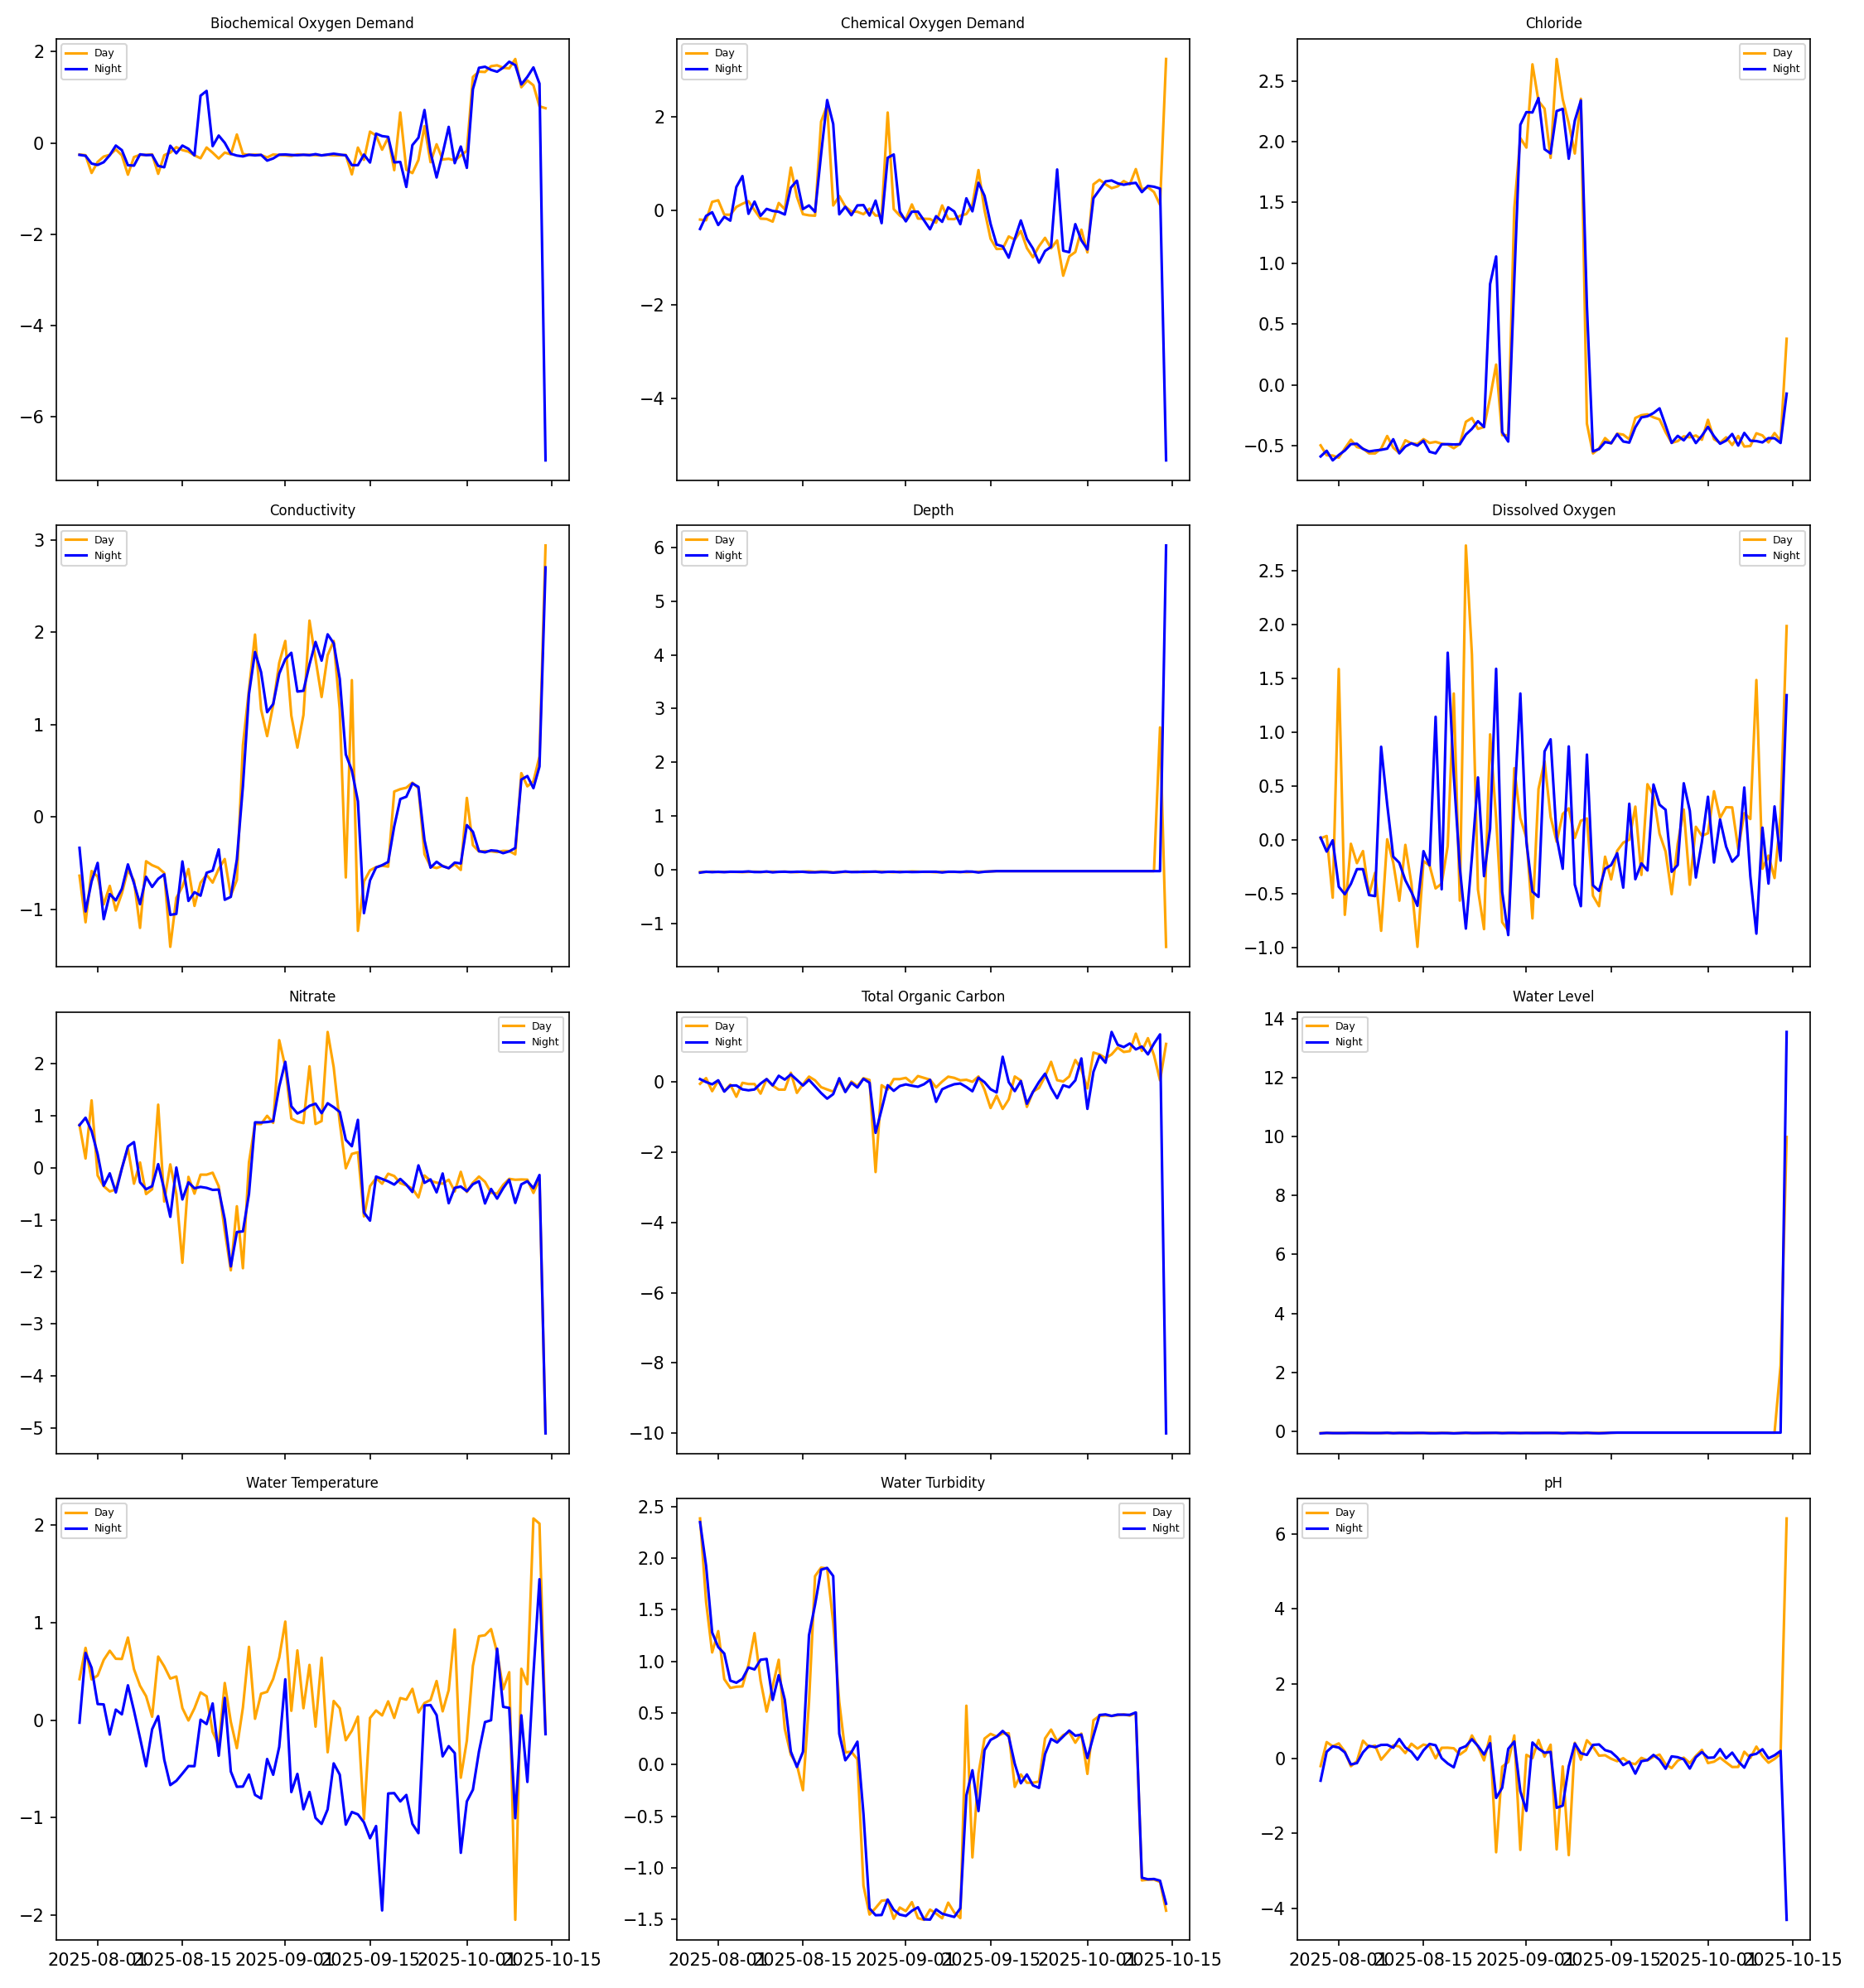 Biochemical Oxygen Demand
Day
Night
2
0
−2
−4
−6
Chemical Oxygen Demand
Day
Night
2
0
−2
−4
Chloride
Day
Night
2.5
2.0
1.5
1.0
0.5
0.0
−0.5
Conductivity
Day
Night
3
2
1
0
−1
Depth
Day
Night
6
5
4
3
2
1
0
−1
Dissolved Oxygen
Day
Night
2.5
2.0
1.5
1.0
0.5
0.0
−0.5
−1.0
Nitrate
Day
Night
2
1
0
−1
−2
−3
−4
−5
Total Organic Carbon
Day
Night
0
−2
−4
−6
−8
−10
Water Level
Day
Night
14
12
10
8
6
4
2
0
Water Temperature
Day
Night
2
1
0
−1
−2
2025-08-01
2025-08-15
2025-09-01
2025-09-15
2025-10-01
2025-10-15
Water Turbidity
Day
Night
2.5
2.0
1.5
1.0
0.5
0.0
−0.5
−1.0
−1.5
2025-08-01
2025-08-15
2025-09-01
2025-09-15
2025-10-01
2025-10-15
pH
Day
Night
6
4
2
0
−2
−4
2025-08-01
2025-08-15
2025-09-01
2025-09-15
2025-10-01
2025-10-15